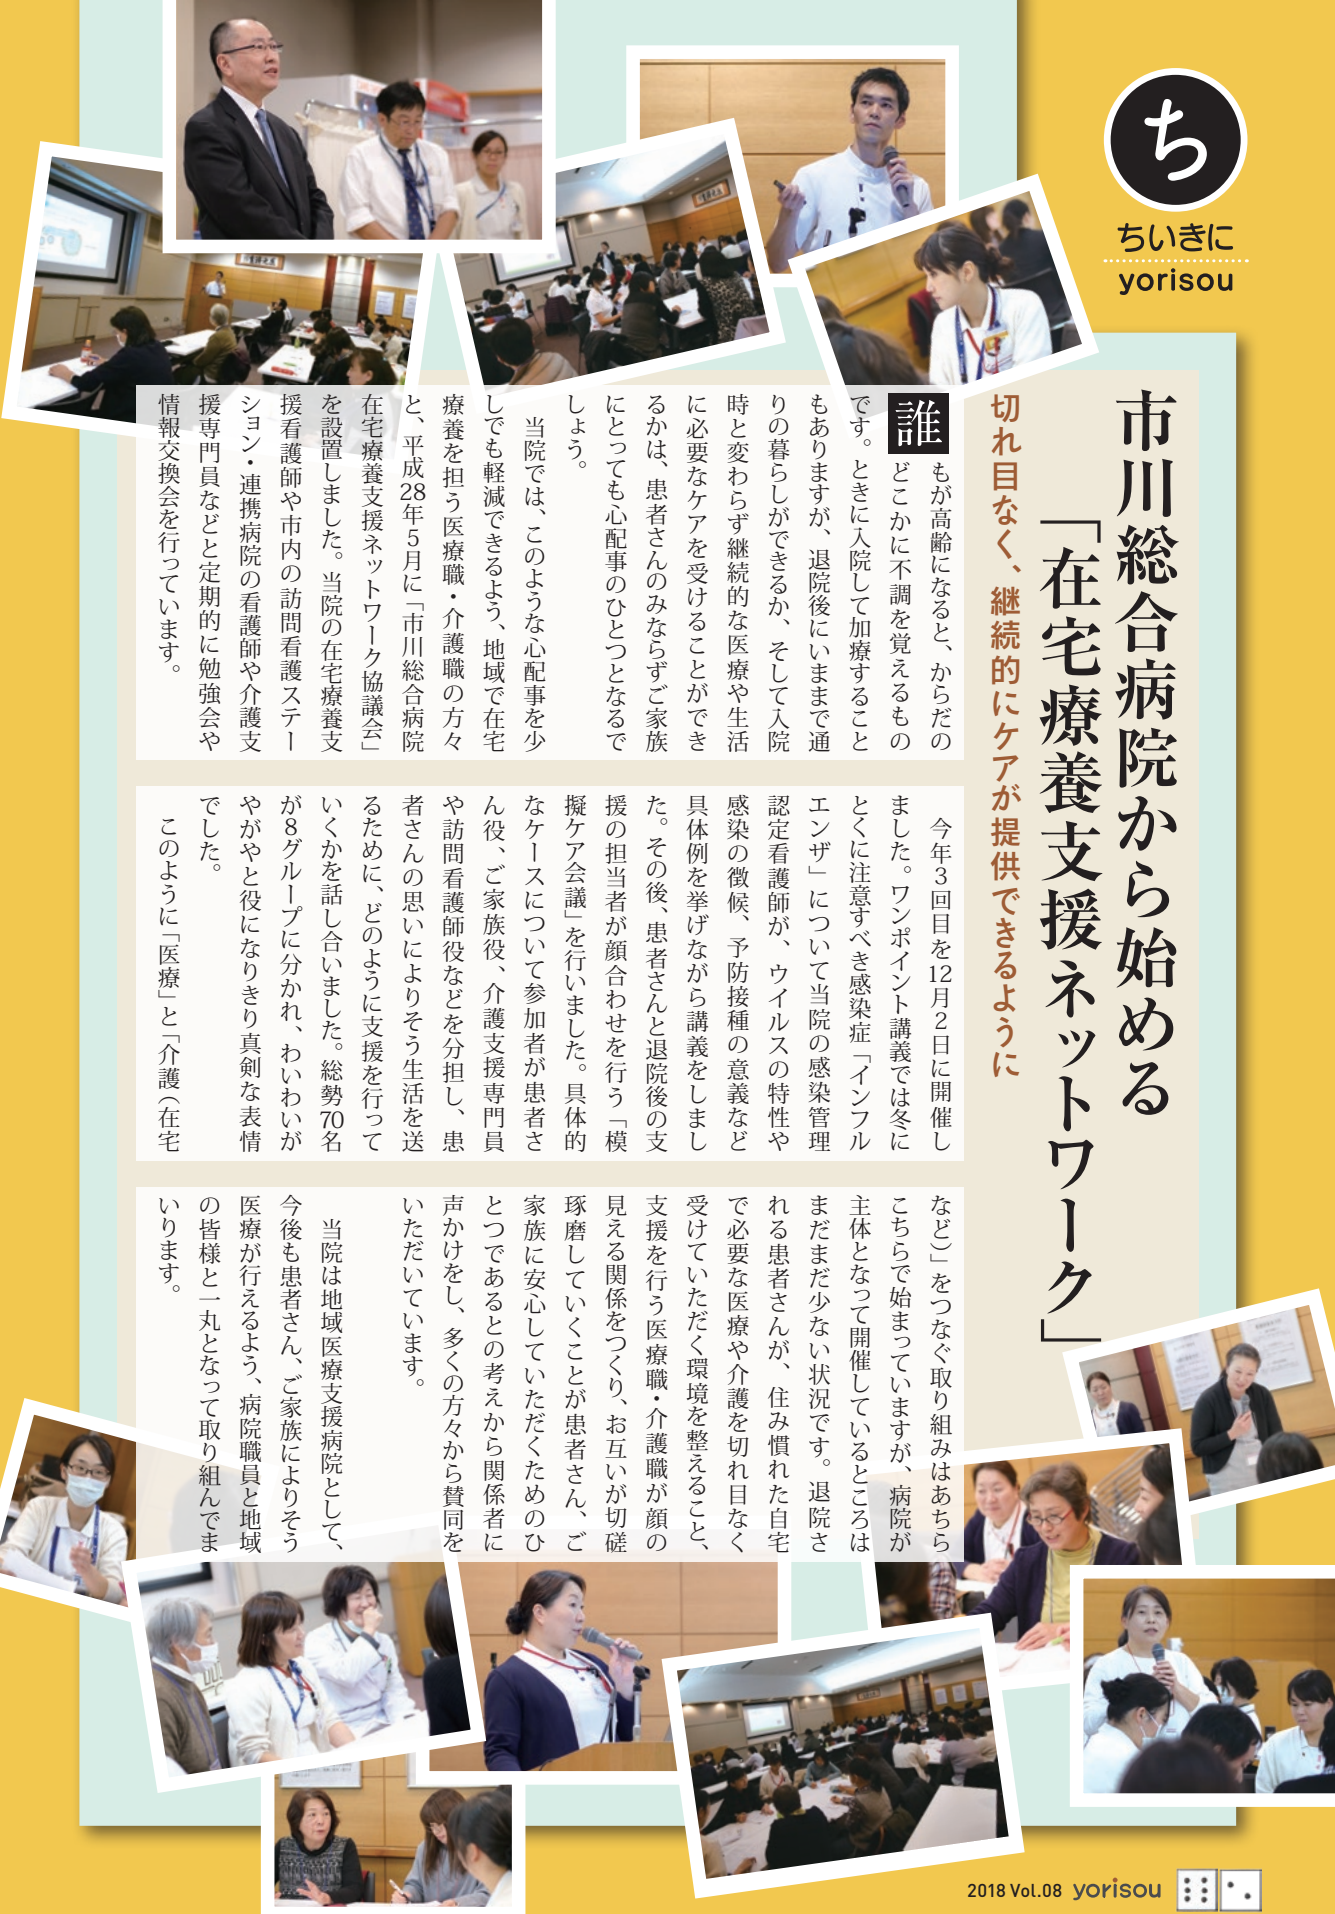 ち
ちいきに
yorisou
市川総合病院から始める
「在宅療養支援ネットワーク」
切れ目なく、継続的にケアが提供できるように
誰もが高齢になると、からだの
どこかに不調を覚えるもの
です。ときに入院して加療すること
もありますが、退院後にいままで通
りの暮らしができるか、そして入院
時と変わらず継続的な医療や生活
に必要なケアを受けることができ
るかは、患者さんのみならずご家族
にとっても心配事のひとつとなるで
しょう。
当院では、このような心配事を少
しでも軽減できるよう、地域で在宅
療養を担う医療職・介護職の方々
と、平成28年5月に「市川総合病院
在宅療養支援ネットワーク協議会」
を設置しました。当院の在宅療養支
援看護師や市内の訪問看護ステー
ション・連携病院の看護師や介護支
援専門員などと定期的に勉強会や
情報交換会を行っています。
今年3回目を12月2日に開催し
ました。ワンポイント講義では冬に
とくに注意すべき感染症「インフル
エンザ」について当院の感染管理
認定看護師が、ウイルスの特性や
感染の徴候、予防接種の意義など
具体例を挙げながら講義をしまし
た。その後、患者さんと退院後の支
援の担当者が顔合わせを行う「模
擬ケア会議」を行いました。具体的
なケースについて参加者が患者さ
ん役、ご家族役、介護支援専門員
や訪問看護師役などを分担し、患
者さんの思いによりそう生活を送
るために、どのように支援を行って
いくかを話し合いました。総勢70名
が8グループに分かれ、わいわいが
やがやと役になりきり真剣な表情
でした。
このように「医療」と「介護(在宅
など)」をつなぐ取り組みはあちら
こちらで始まっていますが、病院が
主体となって開催しているところは
まだまだ少ない状況です。退院さ
れる患者さんが、住み慣れた自宅
で必要な医療や介護を切れ目なく
受けていただく環境を整えること、
支援を行う医療職・介護職が顔の
見える関係をつくり、お互いが切磋
琢磨していくことが患者さん、ご
家族に安心していただくためのひ
とつであるとの考えから関係者に
声かけをし、多くの方々から賛同を
いただいています。
当院は地域医療支援病院として、
今後も患者さん、ご家族によりそう
医療が行えるよう、病院職員と地域
の皆様と一丸となって取り組んでま
いります。
2018 Vol.08 yorisou